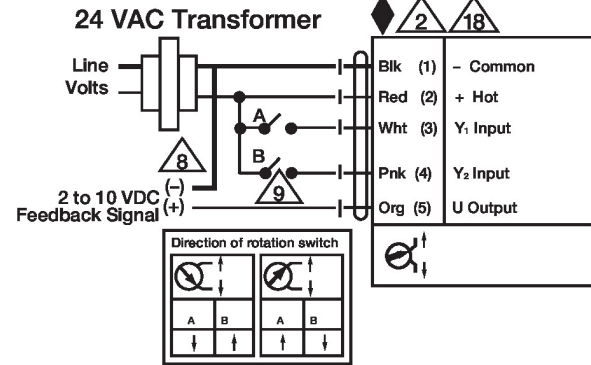 24 VAC Transformer
2
18
Line
Volts
Blk (1) – Common
Red (2) + Hot
A
Wht (3) Y₁ Input
8
B
Pnk (4) Y₂ Input
9
2 to 10 VDC (–)
Feedback Signal (+)
Org (5) U Output
Direction of rotation switch
A B A B